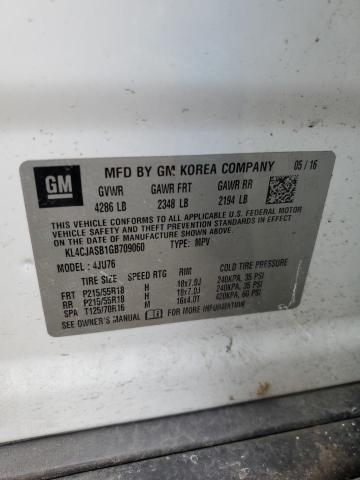 GM
MFD BY GM KOREA COMPANY 05/16
GVWR GAWR FRT GAWR RR
4286 LB 2348 LB 2194 LB
THIS VEHICLE CONFORMS TO ALL APPLICABLE U.S. FEDERAL MOTOR
VEHICLE SAFETY, BUMPER, AND THEFT PREVENTION STANDARDS IN EFFECT ON THE DATE OF MANUFACTURE SHOWN ABOVE.
KL4CJASB1GB709060 TYPE: MPV
MODEL: 4JU76
TIRE SIZE SPEED RTG RIM COLD TIRE PRESSURE
FRT P215/55R18 H 18x7.0J 240KPA, 35 PSI
RR P215/55R18 H 18x7.0J 240KPA, 35 PSI
SPA T125/70R16 M 16x4.0T 420KPA, 60 PSI
SEE OWNER'S MANUAL